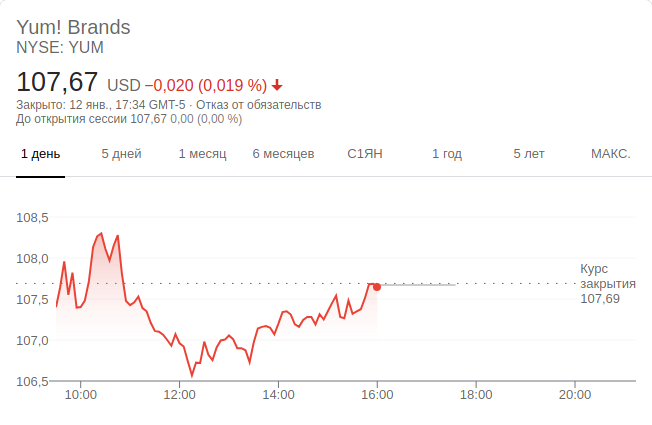 Yum! Brands
NYSE: YUM
107,67 USD −0,020 (0,019 %)
Закрыто: 12 янв., 17:34 GMT-5 · Отказ от обязательств
До открытия сессии 107,67 0,00 (0,00 %)
1 день 5 дней 1 месяц 6 месяцев С1ЯН 1 год 5 лет МАКС.
108,5
108,0
107,5
107,0
106,5
Курс
закрытия
107,69
10:00 12:00 14:00 16:00 18:00 20:00